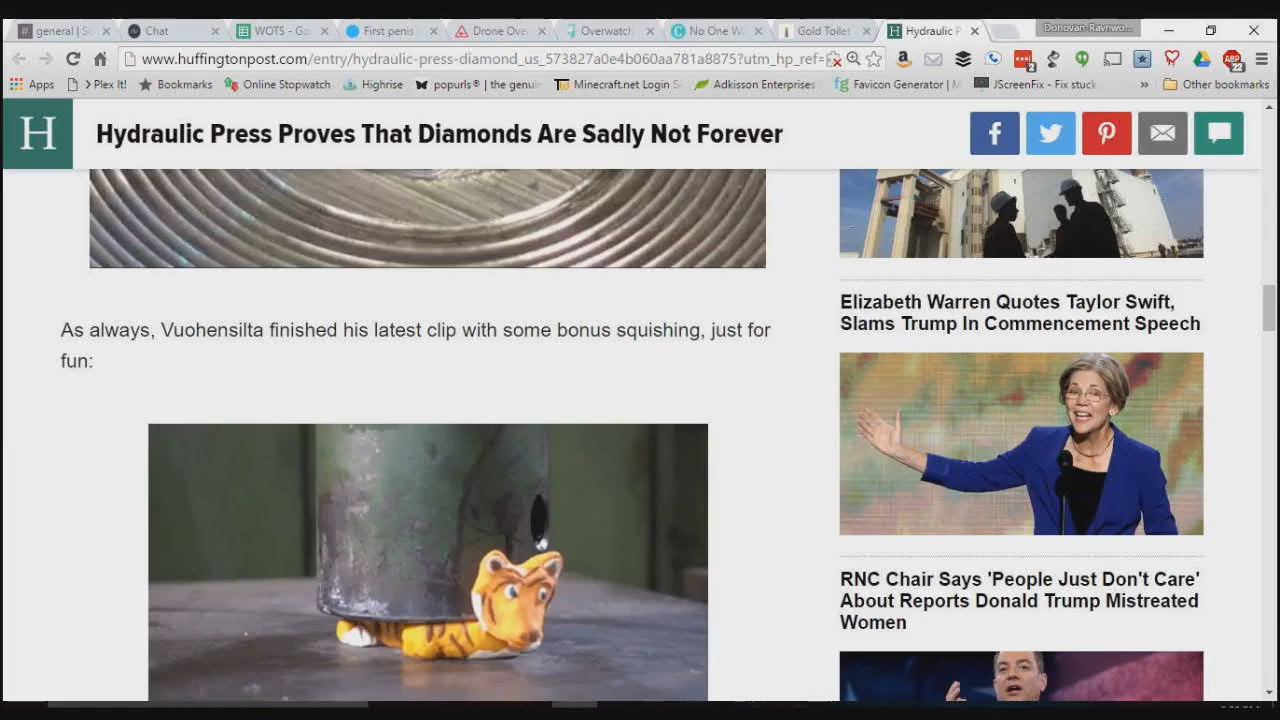 general | S
Chat
WOTS - Go
First penis
Drone Ove
Overwatch
No One W
Gold Toilet
Hydraulic P
Donovan-Ravnwo...
www.huffingtonpost.com/entry/hydraulic-press-diamond_us_573827a0e4b060aa781a8875?utm_hp_ref=
2
ABP
22
Apps
> Plex It!
Bookmarks
Online Stopwatch
Highrise
popurls® | the genui
Minecraft.net Login S
Adkisson Enterprises
Favicon Generator | M
JScreenFix - Fix stuck
»
Other bookmarks
H
Hydraulic Press Proves That Diamonds Are Sadly Not Forever
Elizabeth Warren Quotes Taylor Swift,
Slams Trump In Commencement Speech
As always, Vuohensilta finished his latest clip with some bonus squishing, just for
fun:
RNC Chair Says 'People Just Don't Care'
About Reports Donald Trump Mistreated
Women